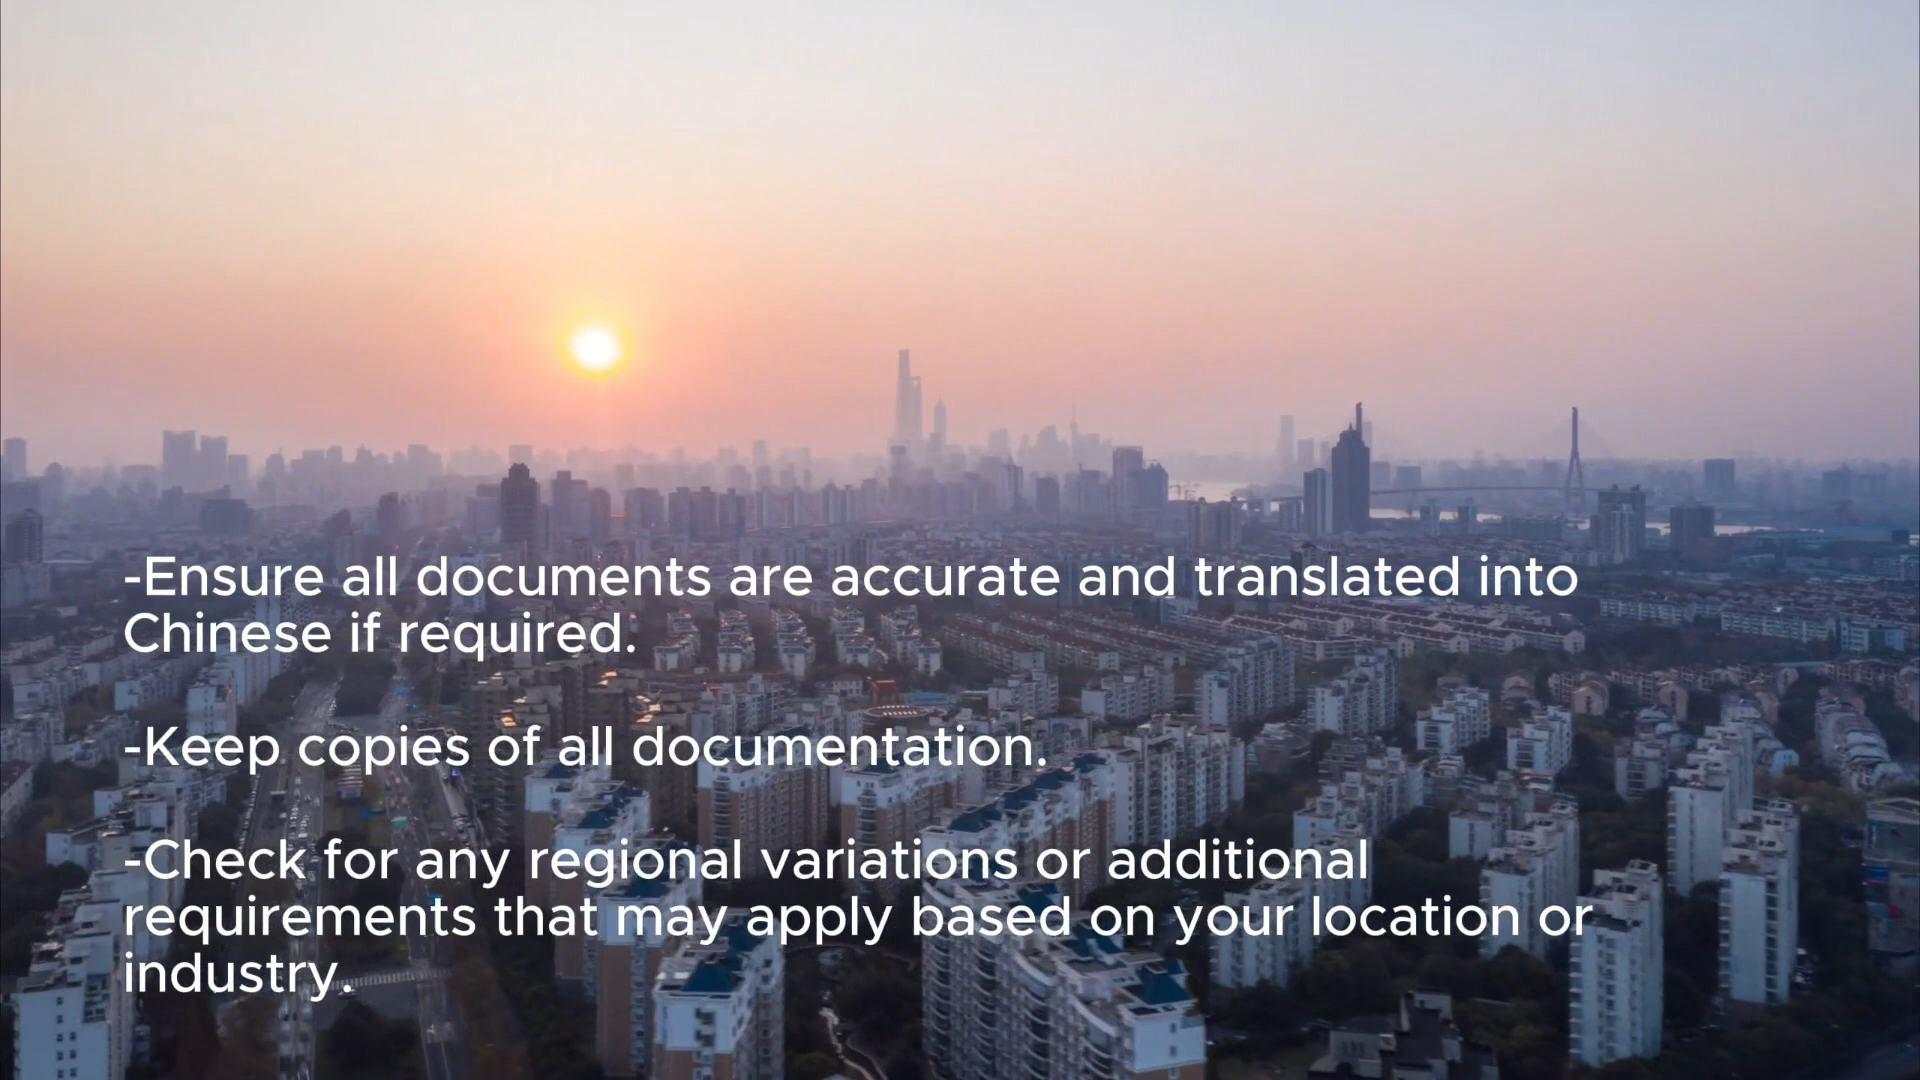 -Ensure all documents are accurate and translated into
Chinese if required.
-Keep copies of all documentation.
-Check for any regional variations or additional
requirements that may apply based on your location or
industry.